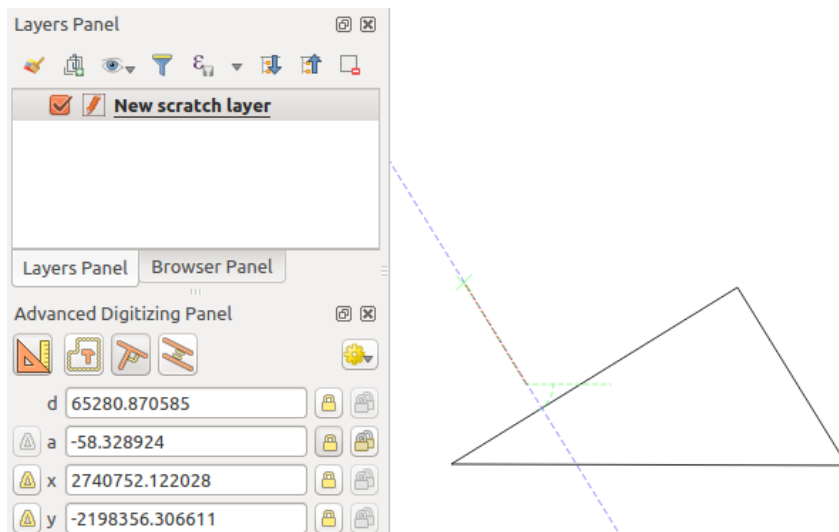 Layers Panel
New scratch layer
Layers Panel Browser Panel
Advanced Digitizing Panel
d 65280.870585
a -58.328924
x 2740752.122028
y -2198356.306611